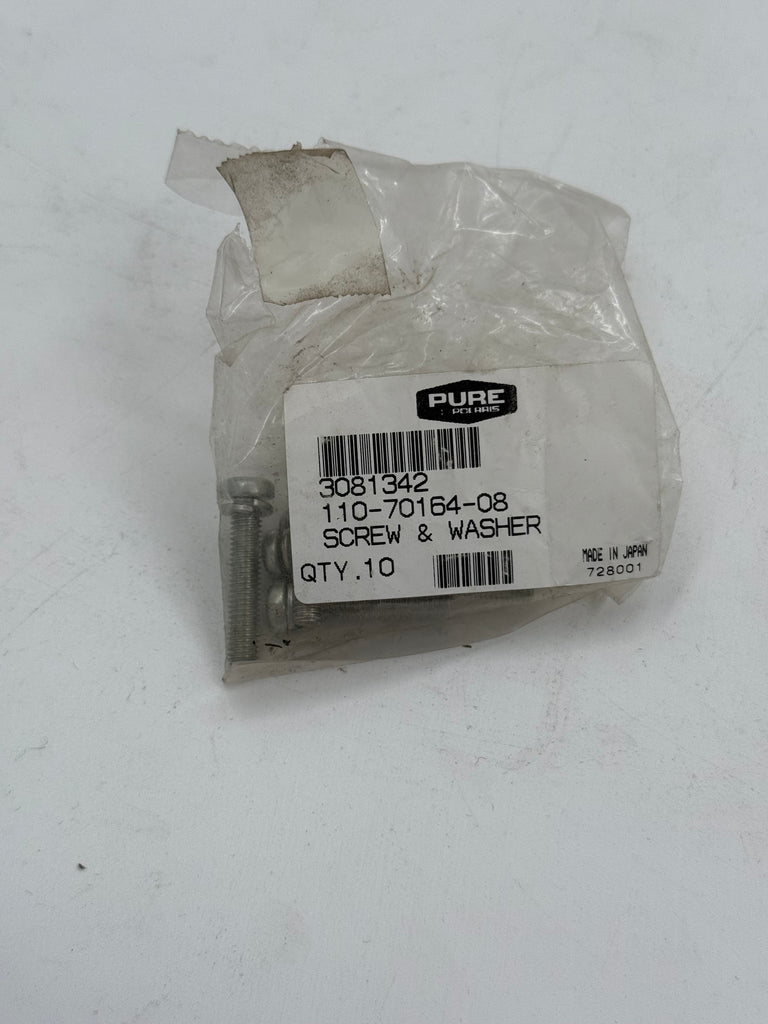 PURE
POLARIS
3081342
110-70164-08
SCREW & WASHER
QTY.10
MADE IN JAPAN
728001